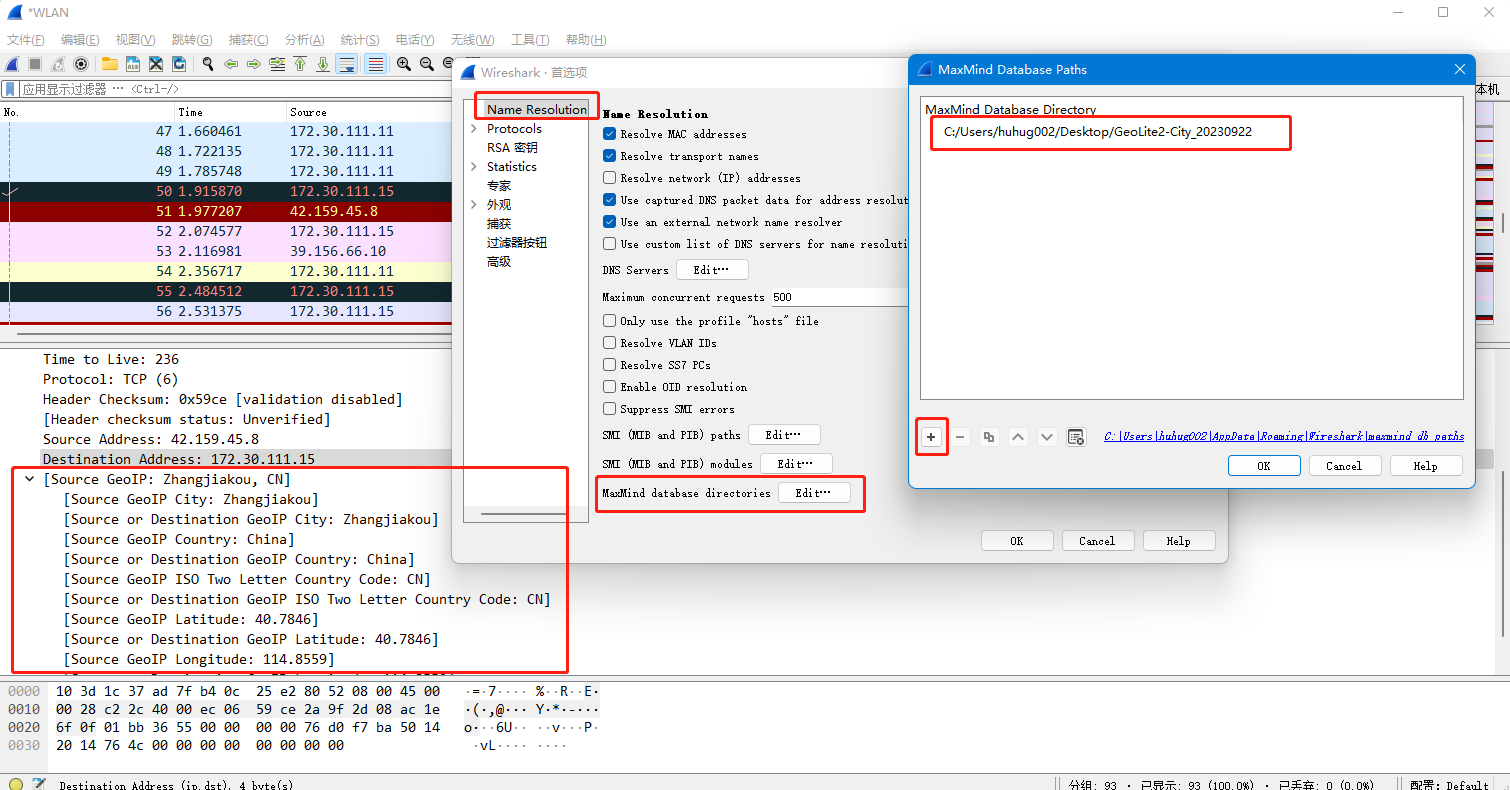 *WLAN
文件(F) 编辑(E) 视图(V) 跳转(G) 捕获(C) 分析(A) 统计(S) 电话(Y) 无线(W) 工具(T) 帮助(H)
应用显示过滤器 … <Ctrl-/>
本机
No. Time Source
47 1.660461 172.30.111.11
48 1.722135 172.30.111.11
49 1.785748 172.30.111.11
50 1.915870 172.30.111.15
51 1.977207 42.159.45.8
52 2.074577 172.30.111.15
53 2.116981 39.156.66.10
54 2.356717 172.30.111.11
55 2.484512 172.30.111.15
56 2.531375 172.30.111.15
Time to Live: 236
Protocol: TCP (6)
Header Checksum: 0x59ce [validation disabled]
[Header checksum status: Unverified]
Source Address: 42.159.45.8
Destination Address: 172.30.111.15
[Source GeoIP: Zhangjiakou, CN]
[Source GeoIP City: Zhangjiakou]
[Source or Destination GeoIP City: Zhangjiakou]
[Source GeoIP Country: China]
[Source or Destination GeoIP Country: China]
[Source GeoIP ISO Two Letter Country Code: CN]
[Source or Destination GeoIP ISO Two Letter Country Code: CN]
[Source GeoIP Latitude: 40.7846]
[Source or Destination GeoIP Latitude: 40.7846]
[Source GeoIP Longitude: 114.8559]
0000 10 3d 1c 37 ad 7f b4 0c 25 e2 80 52 08 00 45 00 ·=·7···· %··R··E·
0010 00 28 c2 2c 40 00 ec 06 59 ce 2a 9f 2d 08 ac 1e ·(·,@··· Y·*·-···
0020 6f 0f 01 bb 36 55 00 00 00 00 76 d0 f7 ba 50 14 o···6U·· ··v···P·
0030 20 14 76 4c 00 00 00 00 00 00 00 00 ·vL···· ····
Destination Address (ip.dst), 4 byte(s)
分组: 93 · 已显示: 93 (100.0%) · 已丢弃: 0 (0.0%)
配置: Default
Wireshark · 首选项
Name Resolution
Protocols
RSA 密钥
Statistics
专家
外观
捕获
过滤器按钮
高级
Name Resolution
Resolve MAC addresses
Resolve transport names
Resolve network (IP) addresses
Use captured DNS packet data for address resolut
Use an external network name resolver
Use custom list of DNS servers for name resoluti
DNS Servers Edit…
Maximum concurrent requests 500
Only use the profile "hosts" file
Resolve VLAN IDs
Resolve SS7 PCs
Enable OID resolution
Suppress SMI errors
SMI (MIB and PIB) paths Edit…
SMI (MIB and PIB) modules Edit…
MaxMind database directories Edit…
OK Cancel Help
MaxMind Database Paths
MaxMind Database Directory
C:/Users/huhug002/Desktop/GeoLite2-City_20230922
C:\Users\huhug002\AppData\Roaming\Wireshark\maxmind_db_paths
OK Cancel Help